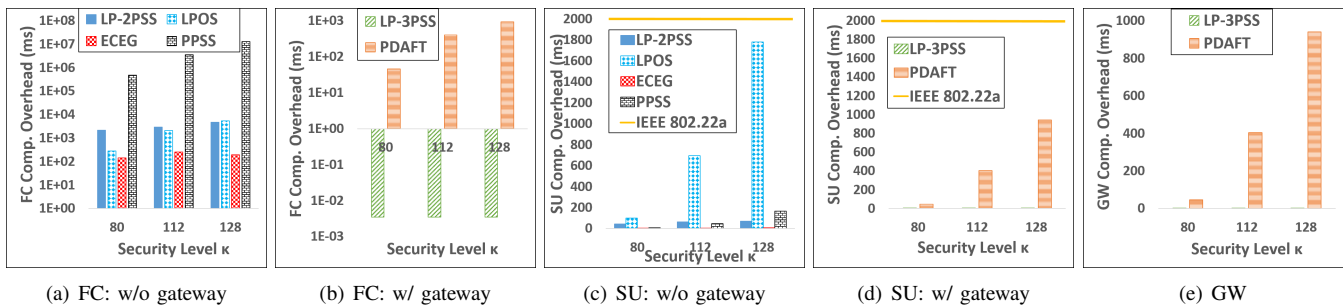 FC Comp. Overhead (ms)
1E+08
1E+07
1E+06
1E+05
1E+04
1E+03
1E+02
1E+01
1E+00
LP-2PSS
LPOS
ECEG
PPSS
80
112
128
Security Level κ
(a) FC: w/o gateway
FC Comp. Overhead (ms)
1E+03
1E+02
1E+01
1E+00
1E-01
1E-02
1E-03
LP-3PSS
PDAFT
80
112
128
Security Level κ
(b) FC: w/ gateway
SU Comp. Overhead (ms)
2000
1800
1600
1400
1200
1000
800
600
400
200
0
LP-2PSS
LPOS
ECEG
PPSS
IEEE 802.22a
80
112
128
Security Level κ
(c) SU: w/o gateway
SU Comp. Overhead (ms)
2000
1800
1600
1400
1200
1000
800
600
400
200
0
LP-3PSS
PDAFT
IEEE 802.22a
80
112
128
Security Level κ
(d) SU: w/ gateway
GW Comp. Overhead (ms)
1000
800
600
400
200
0
LP-3PSS
PDAFT
80
112
128
Security Level κ
(e) GW